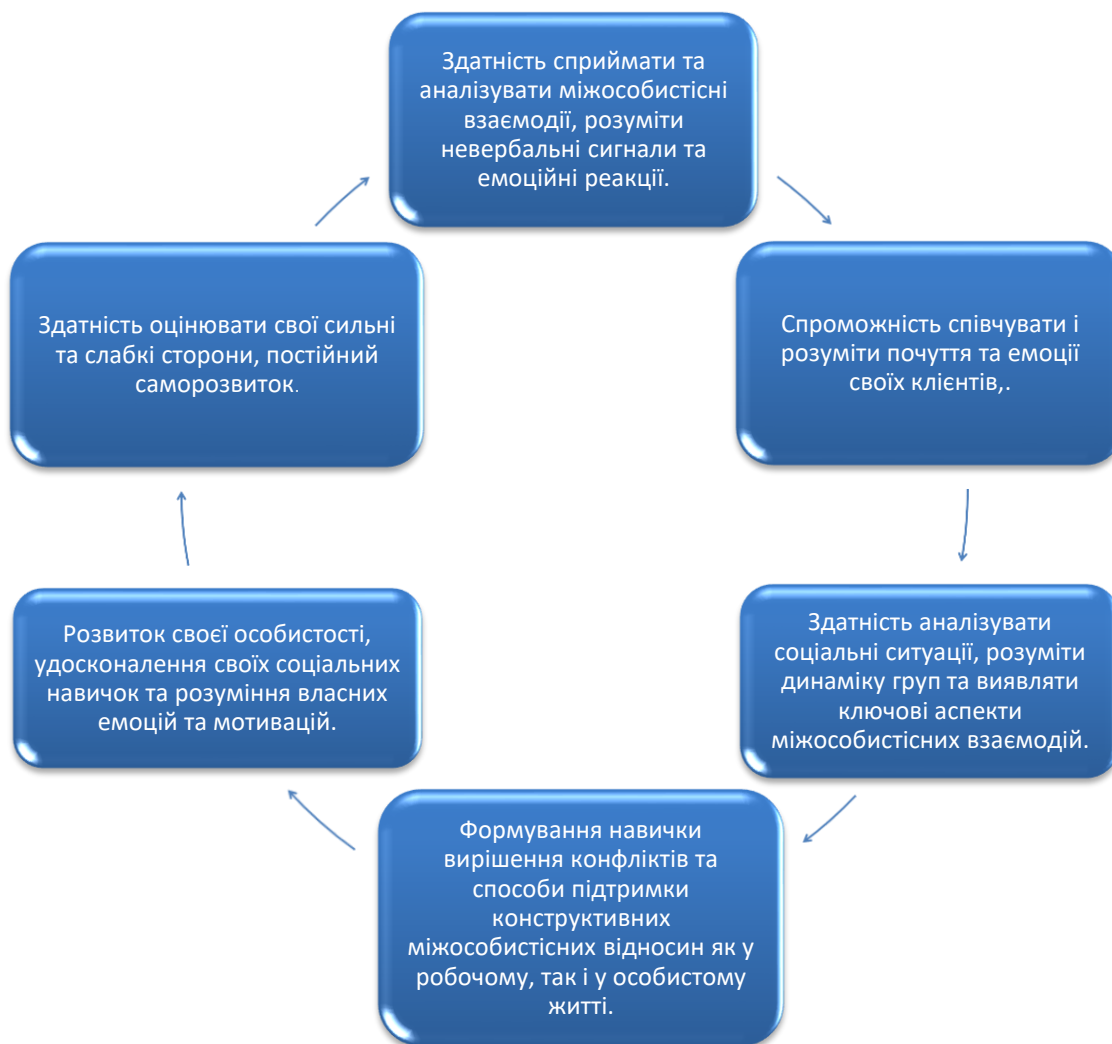 Здатність сприймати та
аналізувати міжособистісні
взаємодії, розуміти
невербальні сигнали та
емоційні реакції.
Спроможність співчувати і
розуміти почуття та емоції
своїх клієнтів,.
Здатність аналізувати
соціальні ситуації, розуміти
динаміку груп та виявляти
ключові аспекти
міжособистісних взаємодій.
Формування навички
вирішення конфліктів та
способи підтримки
конструктивних
міжособистісних відносин як у
робочому, так і у особистому
житті.
Розвиток своєї особистості,
удосконалення своїх соціальних
навичок та розуміння власних
емоцій та мотивацій.
Здатність оцінювати свої сильні
та слабкі сторони, постійний
саморозвиток.